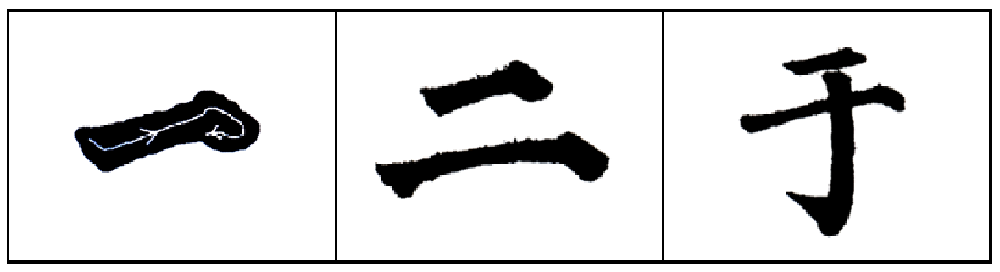 一 二 于